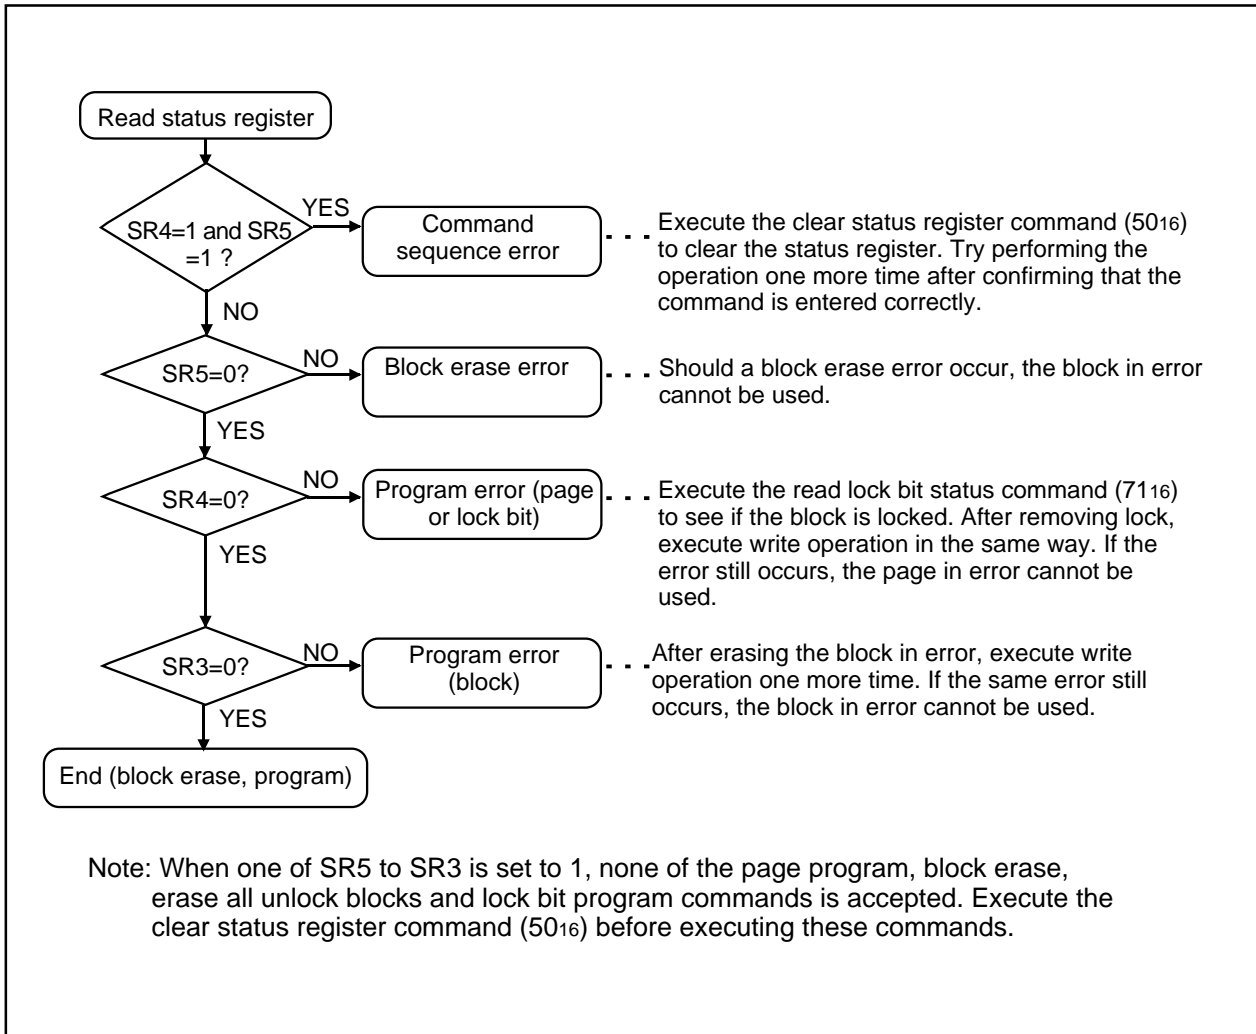 Read status register
SR4=1 and SR5
=1 ?
YES
Command
sequence error
Execute the clear status register command (5016)
to clear the status register. Try performing the
operation one more time after confirming that the
command is entered correctly.
NO
SR5=0?
NO
Block erase error
Should a block erase error occur, the block in error
cannot be used.
YES
SR4=0?
NO
Program error (page
or lock bit)
Execute the read lock bit status command (7116)
to see if the block is locked. After removing lock,
execute write operation in the same way. If the
error still occurs, the page in error cannot be
used.
YES
SR3=0?
NO
Program error
(block)
After erasing the block in error, execute write
operation one more time. If the same error still
occurs, the block in error cannot be used.
YES
End (block erase, program)
Note: When one of SR5 to SR3 is set to 1, none of the page program, block erase,
erase all unlock blocks and lock bit program commands is accepted. Execute the
clear status register command (5016) before executing these commands.